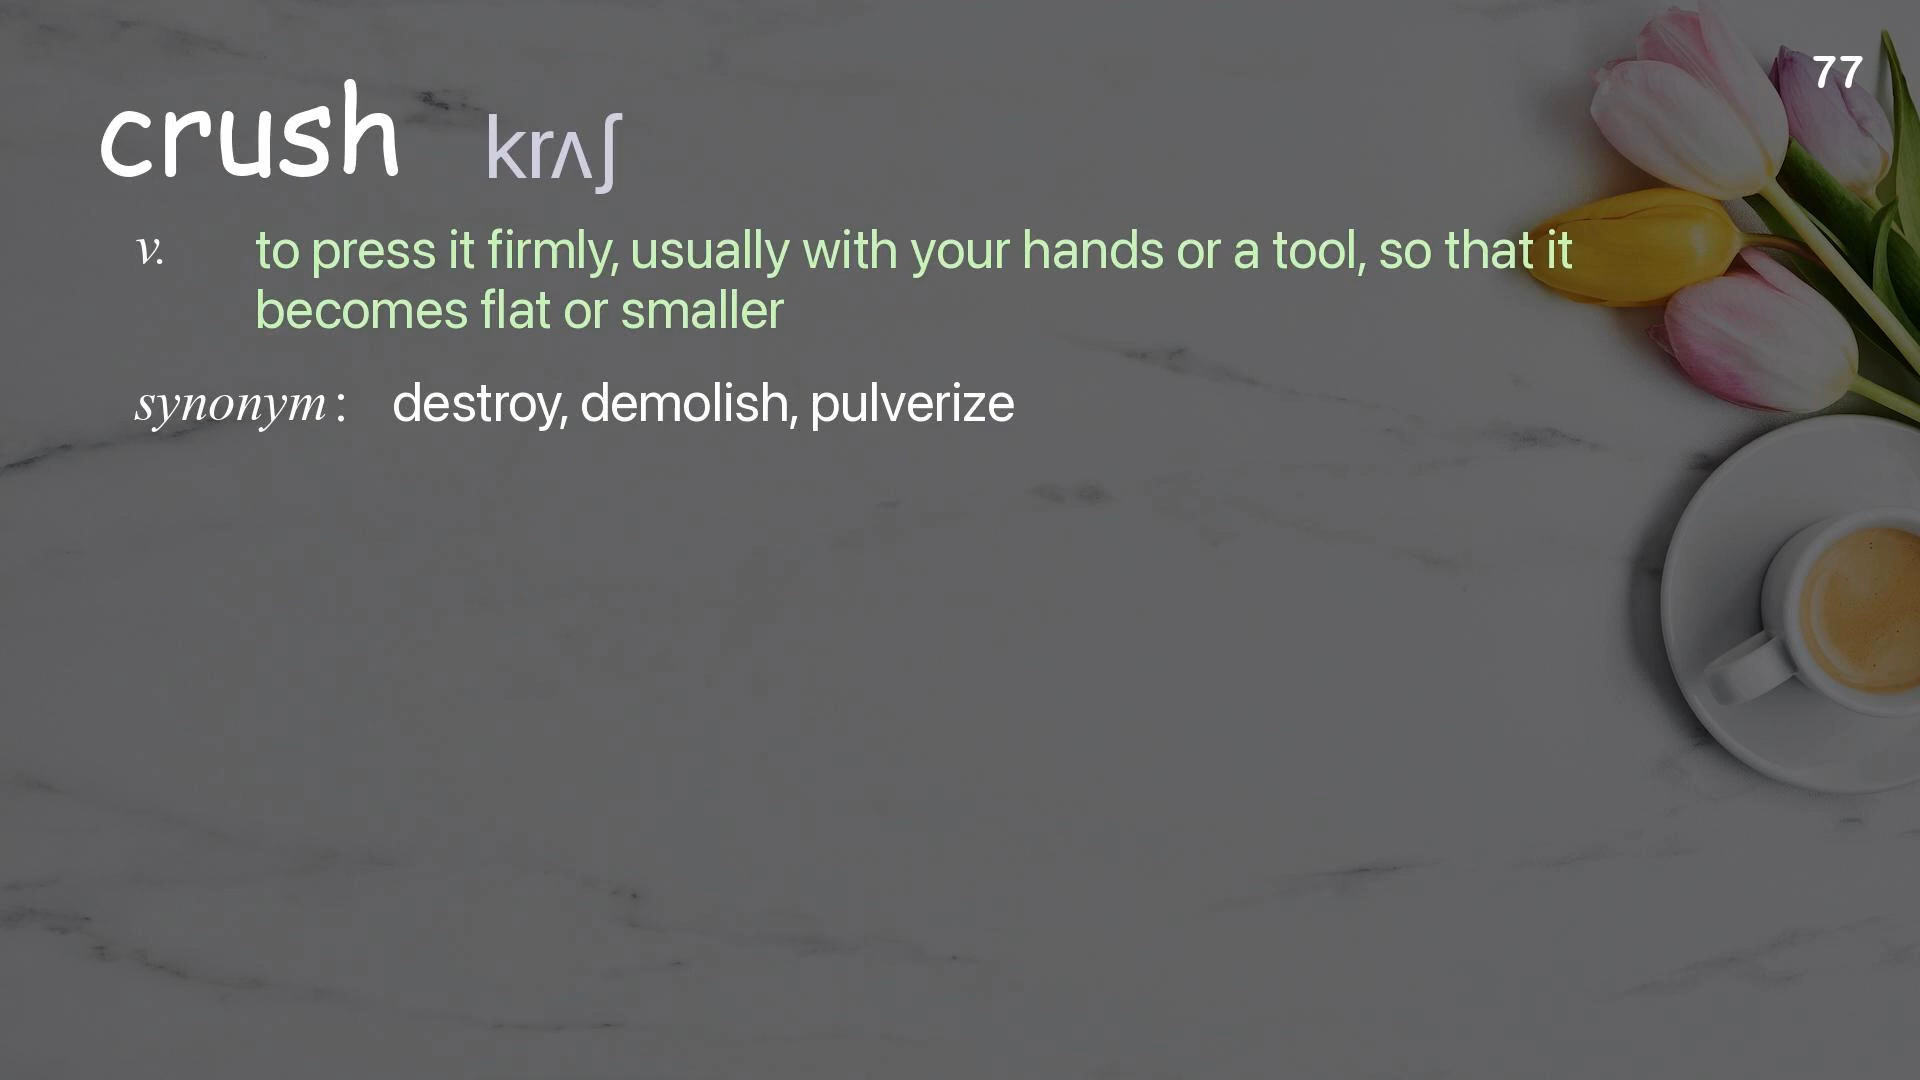 77
crush krʌʃ
v. to press it firmly, usually with your hands or a tool, so that it
becomes flat or smaller
synonym: destroy, demolish, pulverize